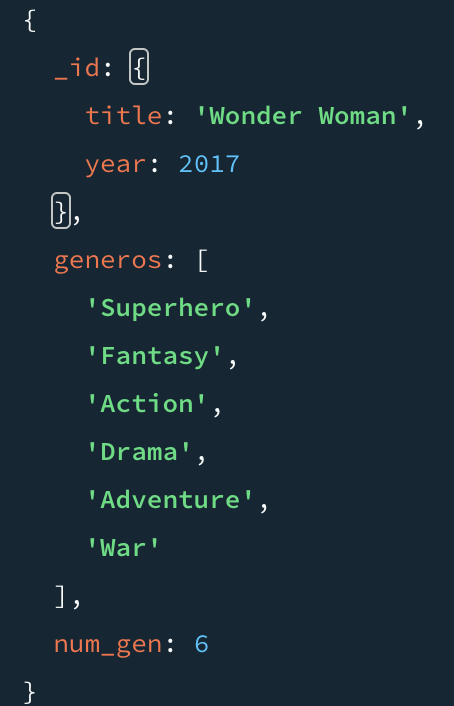 {
  _id: {
    title: 'Wonder Woman',
    year: 2017
  },
  generos: [
    'Superhero',
    'Fantasy',
    'Action',
    'Drama',
    'Adventure',
    'War'
  ],
  num_gen: 6
}